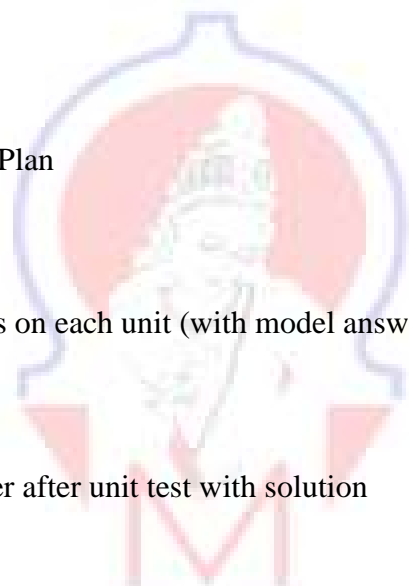 Plan
s on each unit (with model answ
er after unit test with solution